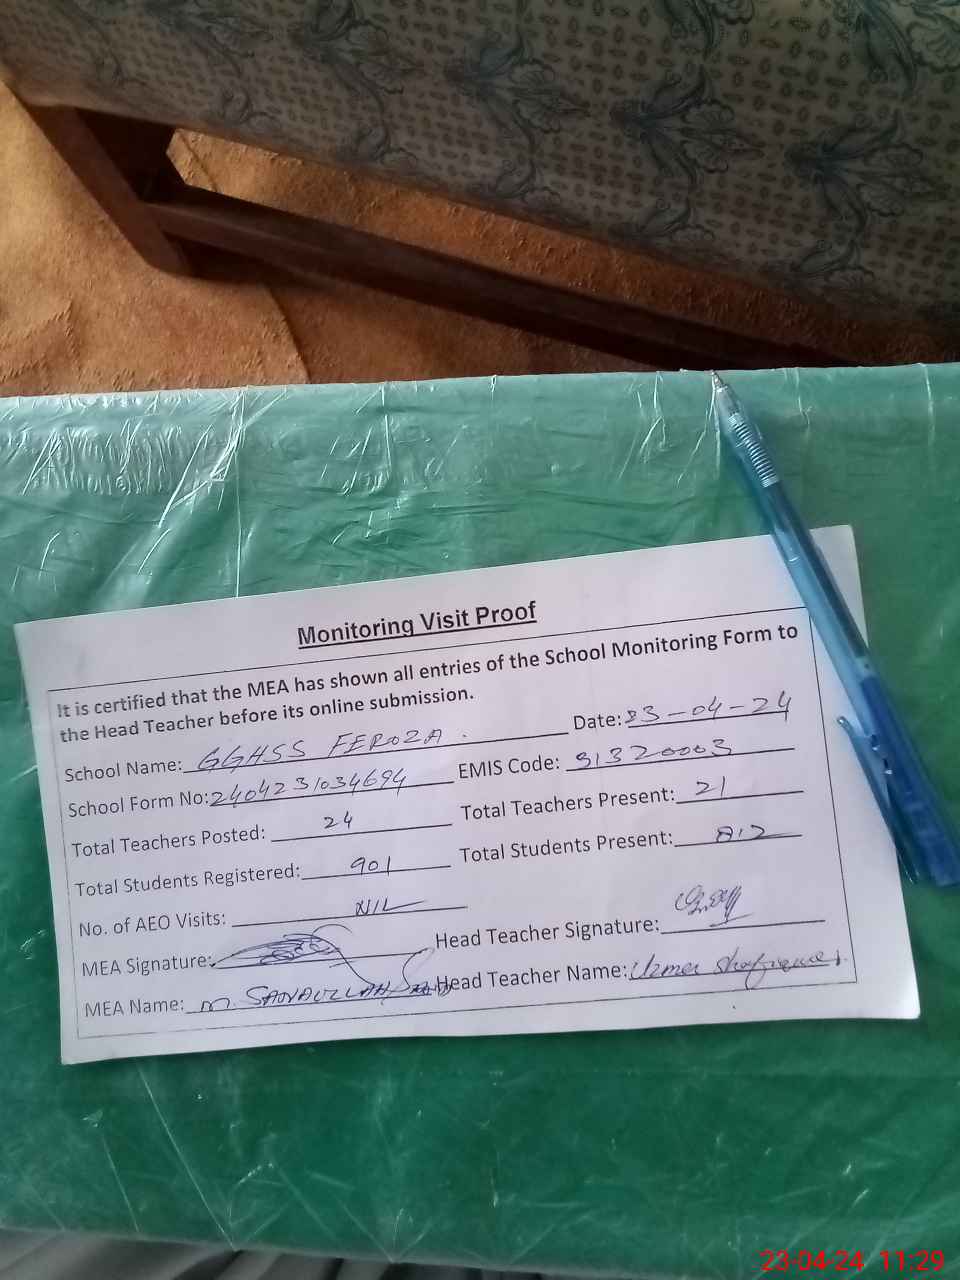 Monitoring Visit Proof
It is certified that the MEA has shown all entries of the School Monitoring Form to
the Head Teacher before its online submission.
School Name: GGHSS FEROZA. Date: 23-04-24
School Form No: 2404231034694 EMIS Code: 31320003
Total Teachers Posted: 24 Total Teachers Present: 21
Total Students Registered: 901 Total Students Present: 812
No. of AEO Visits: NIL
MEA Signature: Head Teacher Signature:
MEA Name: M. SANAULLAH Head Teacher Name: Uzma
23-04-24 11:29